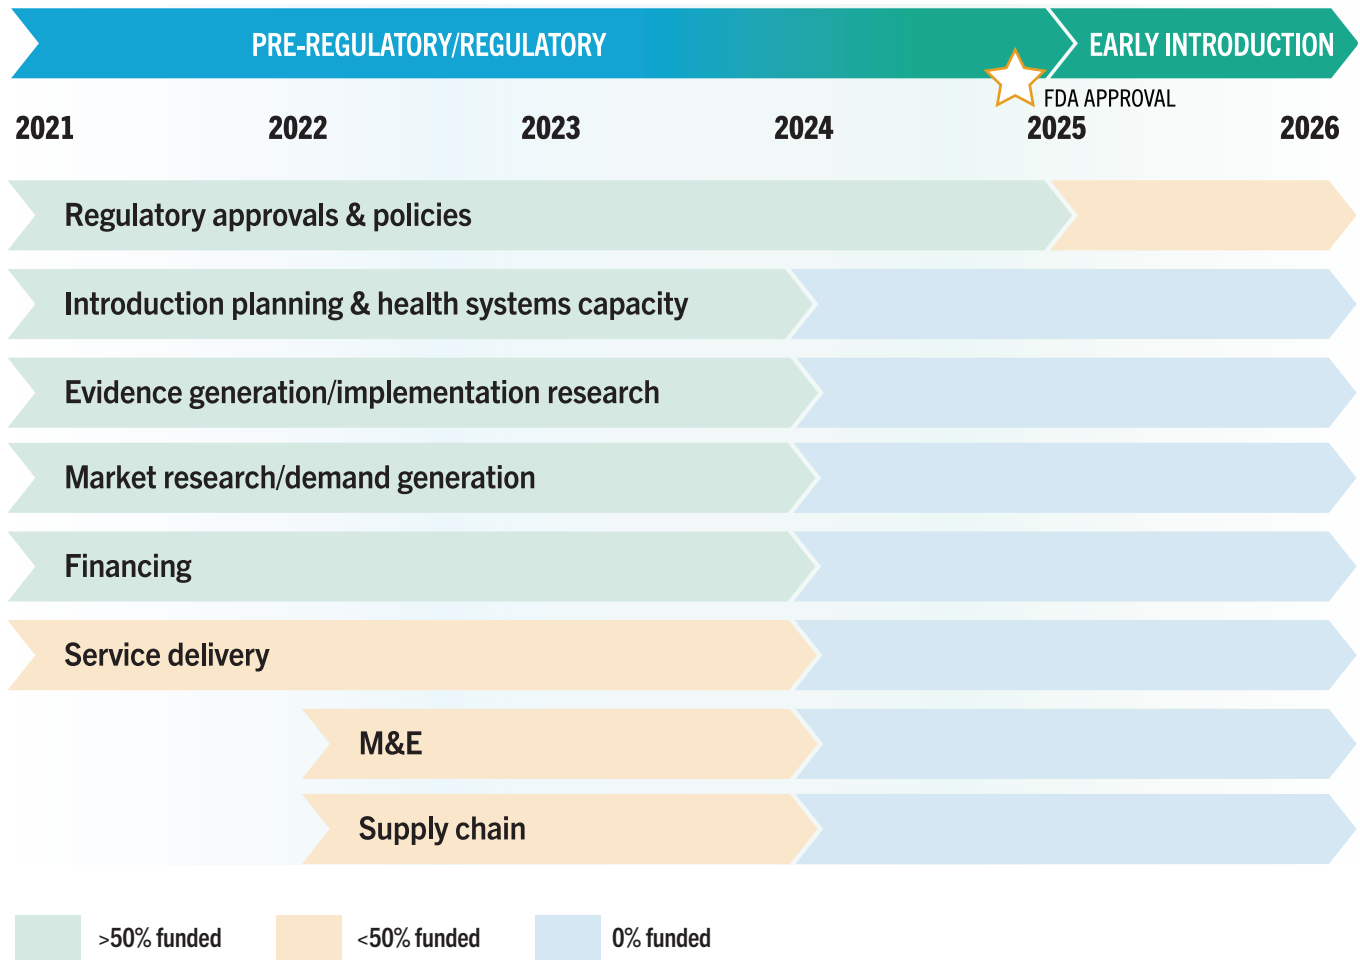 PRE-REGULATORY/REGULATORY
EARLY INTRODUCTION
FDA APPROVAL
2021 2022 2023 2024 2025 2026
Regulatory approvals & policies
Introduction planning & health systems capacity
Evidence generation/implementation research
Market research/demand generation
Financing
Service delivery
M&E
Supply chain
>50% funded
<50% funded
0% funded